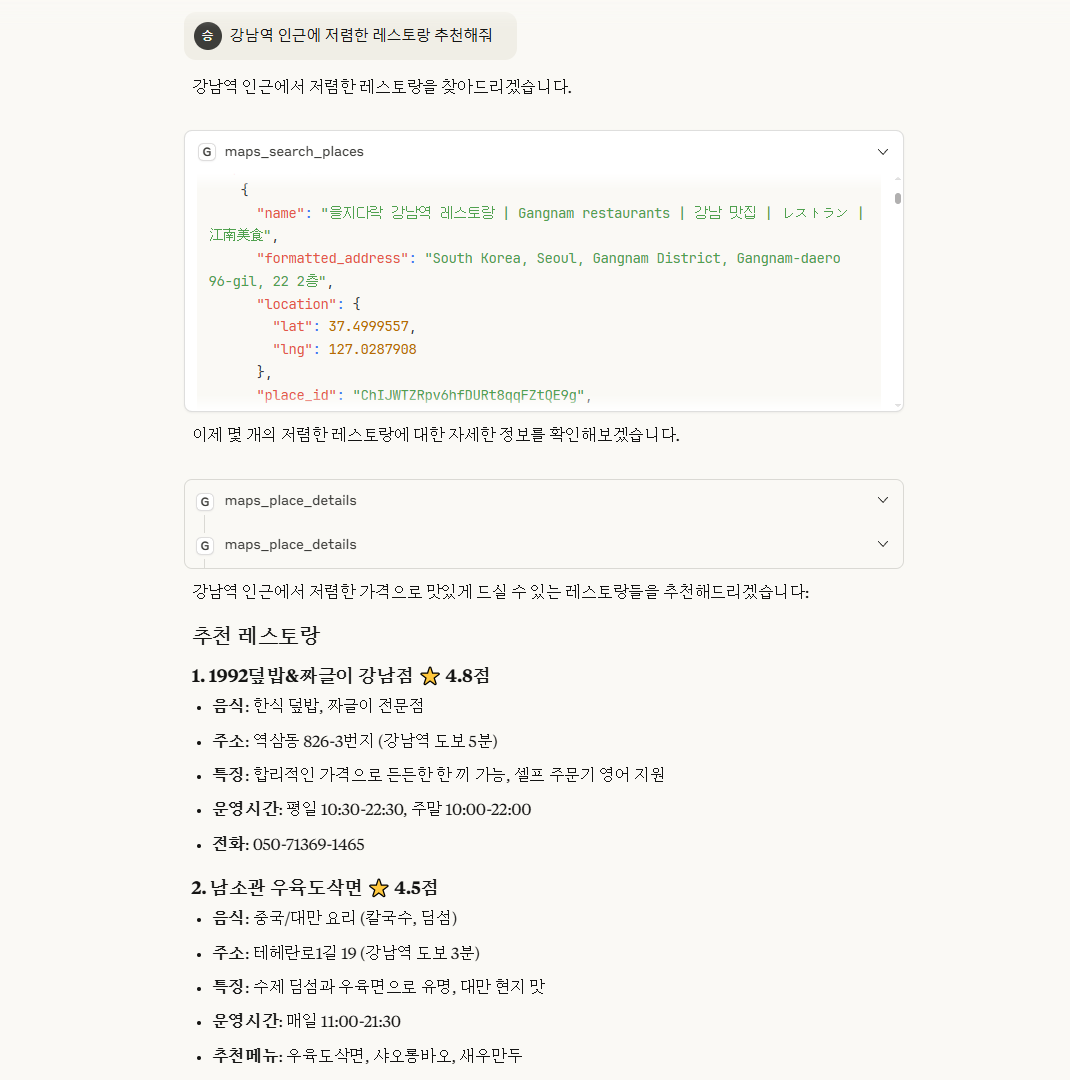 승 강남역 인근에 저렴한 레스토랑 추천해줘
강남역 인근에서 저렴한 레스토랑을 찾아드리겠습니다.
G maps_search_places
{
"name": "을지다락 강남역 레스토랑 | Gangnam restaurants | 강남 맛집 | レストラン |
江南美食",
"formatted_address": "South Korea, Seoul, Gangnam District, Gangnam-daero
96-gil, 22 2층",
"location": {
"lat": 37.4999557,
"lng": 127.0287908
},
"place_id": "ChIJWTZRpv6hfDURt8qqFZtQE9g",
이제 몇 개의 저렴한 레스토랑에 대한 자세한 정보를 확인해보겠습니다.
G maps_place_details
G maps_place_details
강남역 인근에서 저렴한 가격으로 맛있게 드실 수 있는 레스토랑들을 추천해드리겠습니다:
추천 레스토랑
1. 1992덮밥&짜글이 강남점 ⭐ 4.8점
• 음식: 한식 덮밥, 짜글이 전문점
• 주소: 역삼동 826-3번지 (강남역 도보 5분)
• 특징: 합리적인 가격으로 든든한 한 끼 가능, 셀프 주문기 영어 지원
• 운영시간: 평일 10:30-22:30, 주말 10:00-22:00
• 전화: 050-71369-1465
2. 남소관 우육도삭면 ⭐ 4.5점
• 음식: 중국/대만 요리 (칼국수, 딤섬)
• 주소: 테헤란로1길 19 (강남역 도보 3분)
• 특징: 수제 딤섬과 우육면으로 유명, 대만 현지 맛
• 운영시간: 매일 11:00-21:30
• 추천메뉴: 우육도삭면, 샤오롱바오, 새우만두